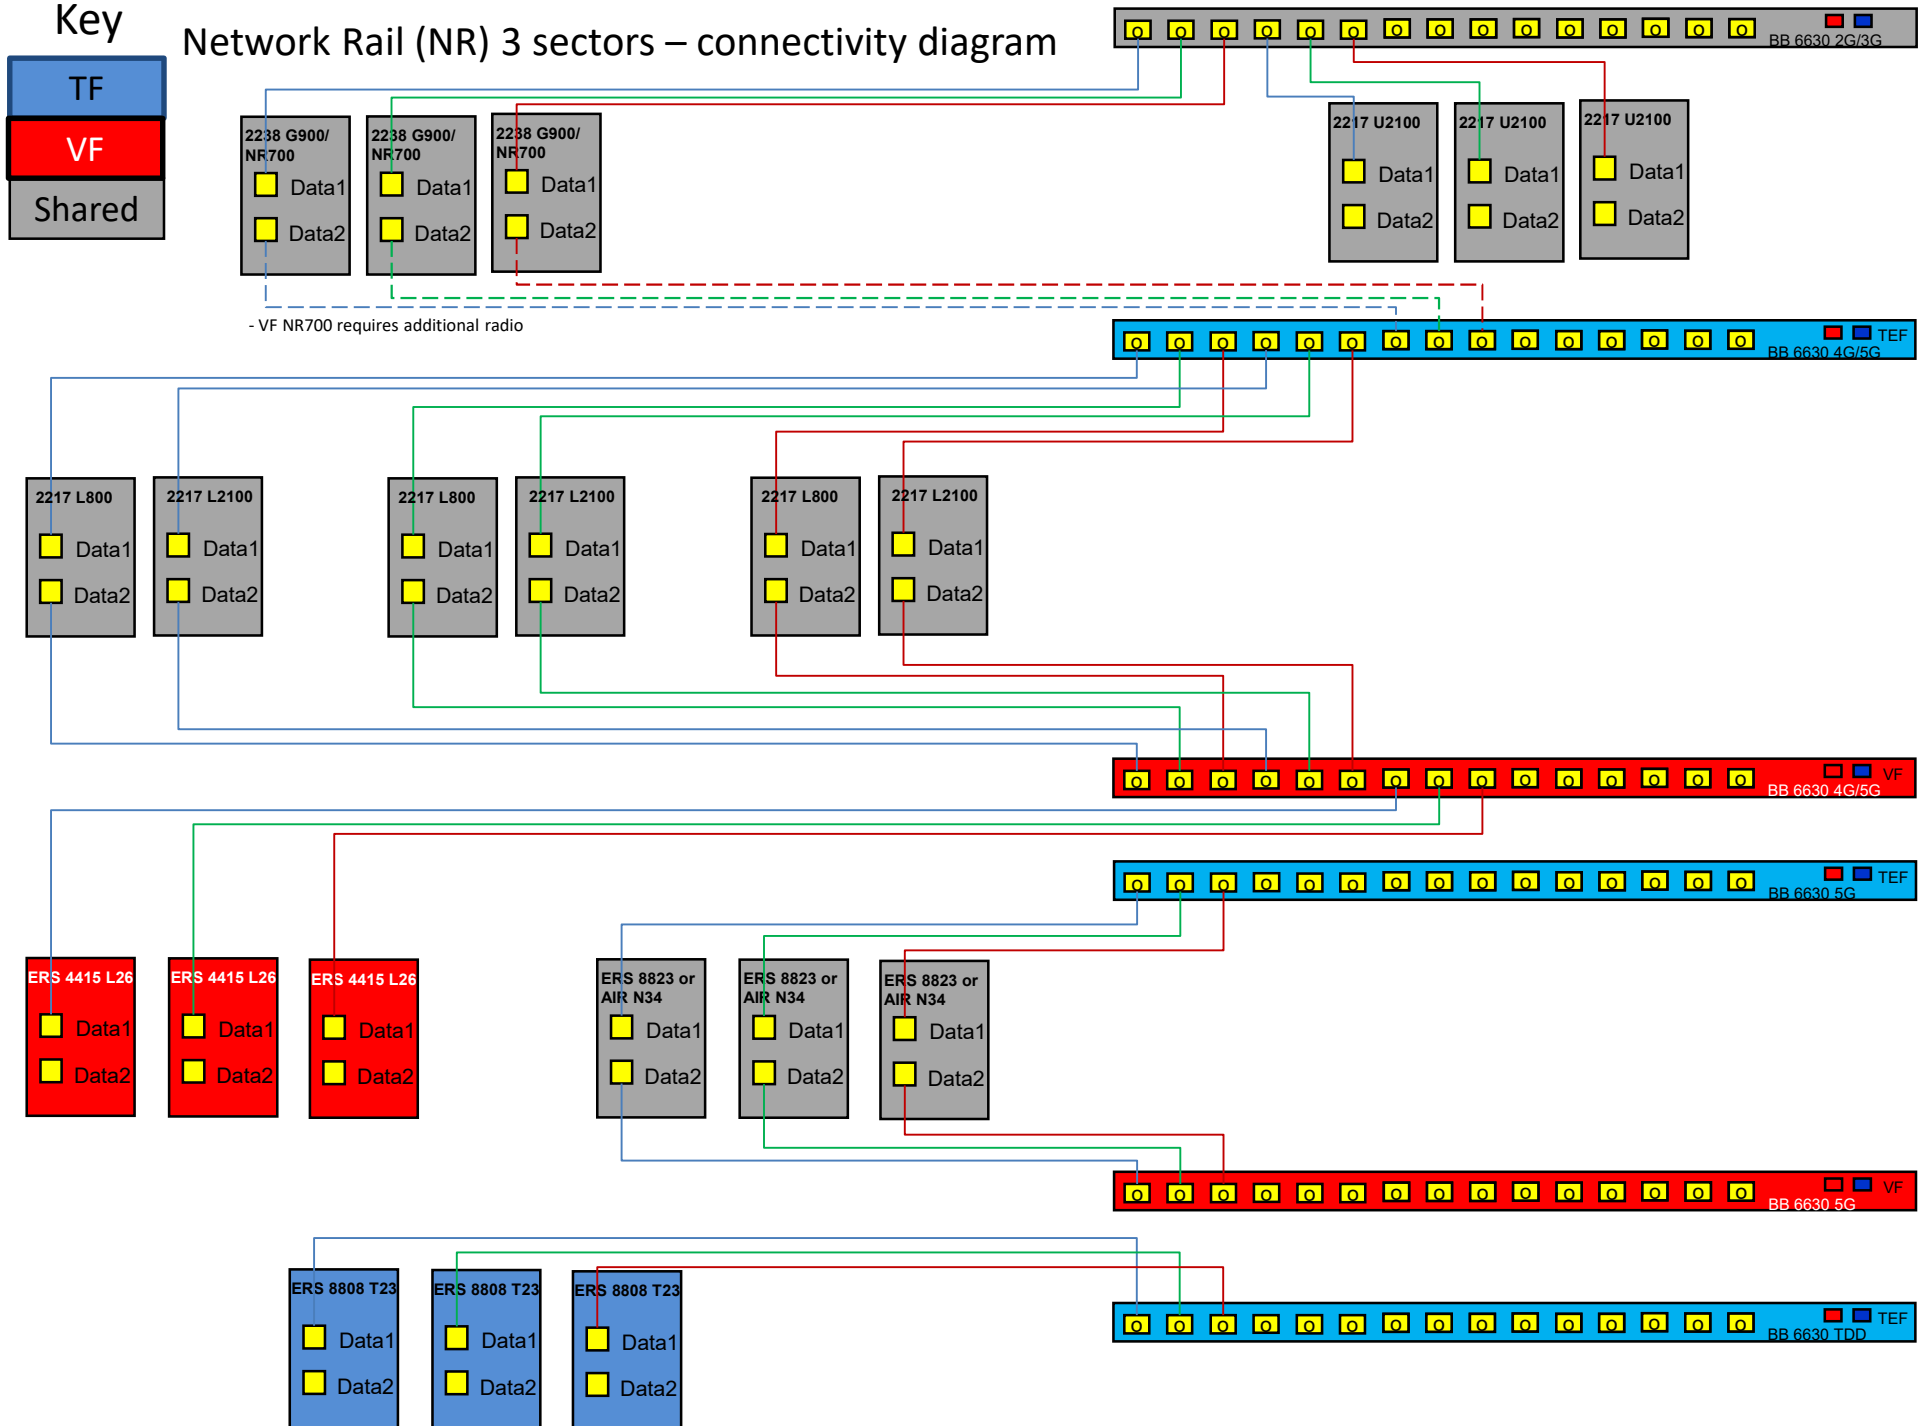 Key
Network Rail (NR) 3 sectors – connectivity diagram
TF
VF
Shared
O O O O O O O O O O O O O O O
BB 6630 2G/3G
2238 G900/
NR700
Data1
Data2
2238 G900/
NR700
Data1
Data2
2238 G900/
NR700
Data1
Data2
2217 U2100
Data1
Data2
2217 U2100
Data1
Data2
2217 U2100
Data1
Data2
- VF NR700 requires additional radio
O O O O O O O O O O O O O O O
TEF
BB 6630 4G/5G
2217 L800
Data1
Data2
2217 L2100
Data1
Data2
2217 L800
Data1
Data2
2217 L2100
Data1
Data2
2217 L800
Data1
Data2
2217 L2100
Data1
Data2
O O O O O O O O O O O O O O O
VF
BB 6630 4G/5G
O O O O O O O O O O O O O O O
TEF
BB 6630 5G
ERS 4415 L26
Data1
Data2
ERS 4415 L26
Data1
Data2
ERS 4415 L26
Data1
Data2
ERS 8823 or
AIR N34
Data1
Data2
ERS 8823 or
AIR N34
Data1
Data2
ERS 8823 or
AIR N34
Data1
Data2
O O O O O O O O O O O O O O O
VF
BB 6630 5G
ERS 8808 T23
Data1
Data2
ERS 8808 T23
Data1
Data2
ERS 8808 T23
Data1
Data2
O O O O O O O O O O O O O O O
TEF
BB 6630 TDD